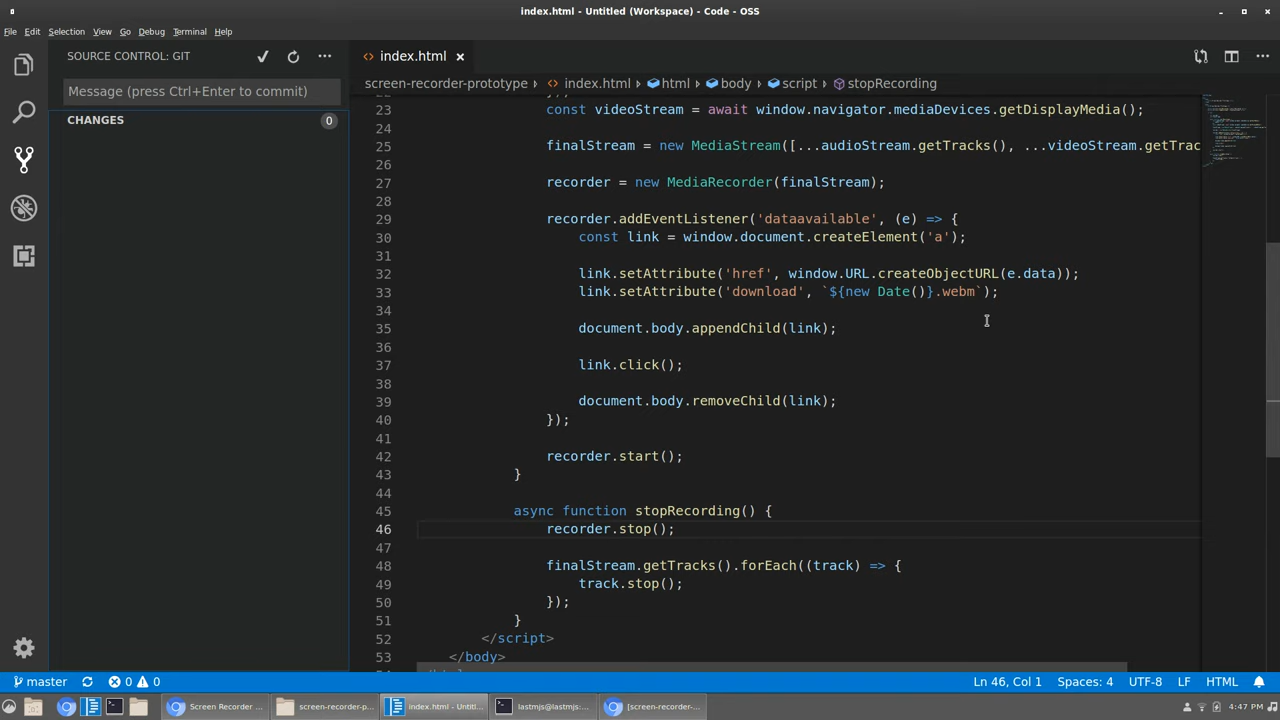 index.html - Untitled (Workspace) - Code - OSS
File Edit Selection View Go Debug Terminal Help
SOURCE CONTROL: GIT
index.html
screen-recorder-prototype > index.html > html > body > script > stopRecording
Message (press Ctrl+Enter to commit)
CHANGES 0
23 const videoStream = await window.navigator.mediaDevices.getDisplayMedia();
24
25 finalStream = new MediaStream([...audioStream.getTracks(), ...videoStream.getTrac
26
27 recorder = new MediaRecorder(finalStream);
28
29 recorder.addEventListener('dataavailable', (e) => {
30 const link = window.document.createElement('a');
31
32 link.setAttribute('href', window.URL.createObjectURL(e.data));
33 link.setAttribute('download', `${new Date()}.webm`);
34
35 document.body.appendChild(link);
36
37 link.click();
38
39 document.body.removeChild(link);
40 });
41
42 recorder.start();
43 }
44
45 async function stopRecording() {
46 recorder.stop();
47
48 finalStream.getTracks().forEach((track) => {
49 track.stop();
50 });
51 }
52 </script>
53 </body>
master 0 0 Ln 46, Col 1 Spaces: 4 UTF-8 LF HTML
Screen Recorder ... screen-recorder-p... index.html - Untitl... lastmjs@lastmjs:... [screen-recorder-... 4:47 PM